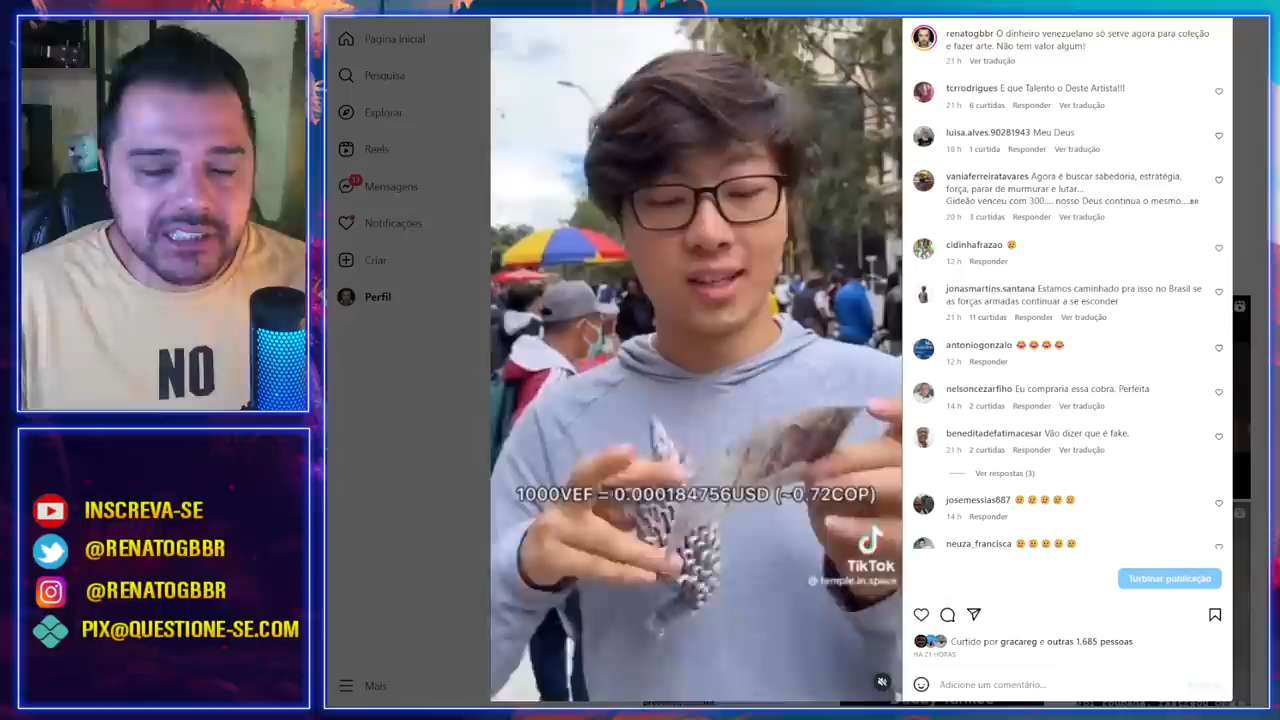 NO
INSCREVA-SE
@RENATOGBBR
@RENATOGBBR
PIX@QUESTIONE-SE.COM
Pagina inicial
Pesquisa
Explorar
Reels
13
Mensagens
Notificações
Criar
Perfil
Mais
1000VEF = 0.000184756USD (~0.72COP)
TikTok
@temple.in.space
renatogbbr O dinheiro venezuelano só serve agora para coleção
e fazer arte. Não tem valor algum!
21 h Ver tradução
tcrrodrigues E que Talento o Deste Artista!!!
21 h 6 curtidas Responder Ver tradução
luisa.alves.90281943 Meu Deus
18 h 1 curtida Responder Ver tradução
vaniaferreiratavares Agora é buscar sabedoria, estratégia,
força, parar de murmurar e lutar...
Gideão venceu com 300.... nosso Deus continua o mesmo....BR
20 h 3 curtidas Responder Ver tradução
cidinhafrazao 😢
12 h Responder
jonasmartins.santana Estamos caminhado pra isso no Brasil se
as forças armadas continuar a se esconder
21 h 11 curtidas Responder Ver tradução
antoniogonzalo 😂😂😂😂
12 h Responder
nelsoncezarfiho Eu compraria essa cobra. Perfeita
14 h 2 curtidas Responder Ver tradução
beneditadefatimacesar Vão dizer que é fake.
21 h 2 curtidas Responder Ver tradução
Ver respostas (3)
josemessias887 😢😢😢😢😢
14 h Responder
neuza_francisca 😢😢😢😢😢
Turbinar publicação
Curtido por gracareg e outras 1.685 pessoas
HÁ 21 HORAS
Adicione um comentário...